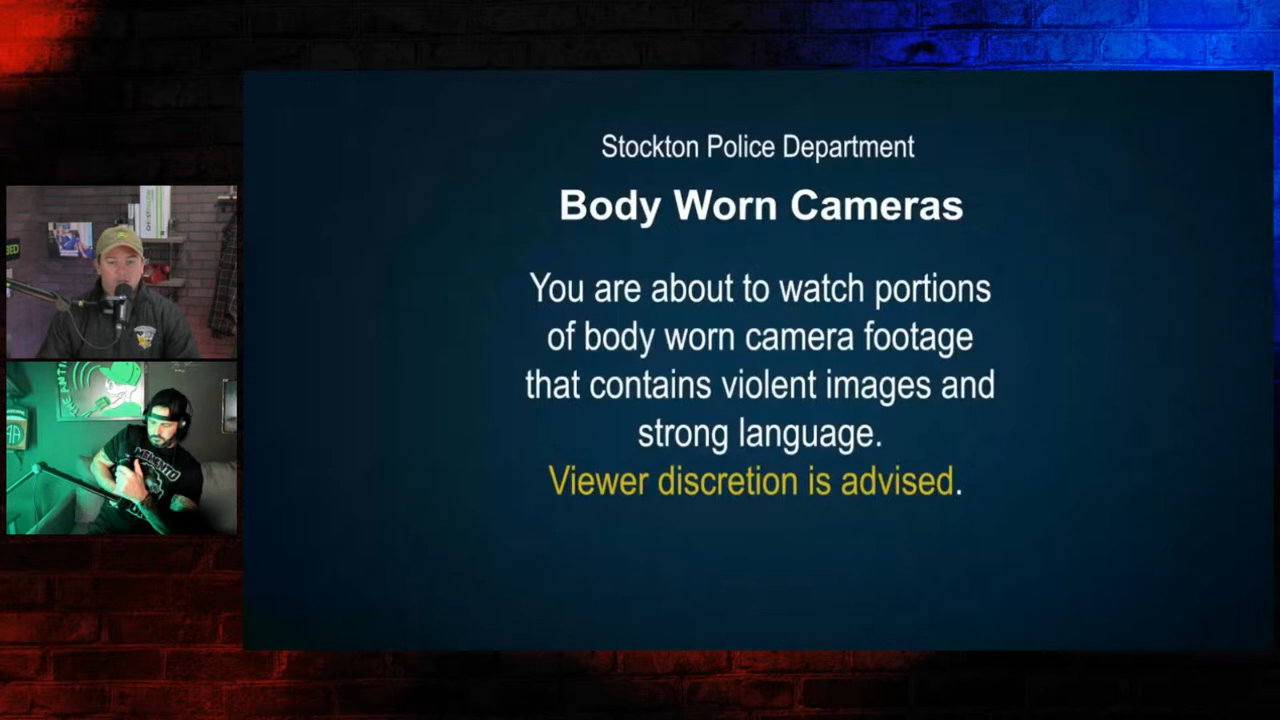 Stockton Police Department
Body Worn Cameras
You are about to watch portions
of body worn camera footage
that contains violent images and
strong language.
Viewer discretion is advised.
MEMENTO